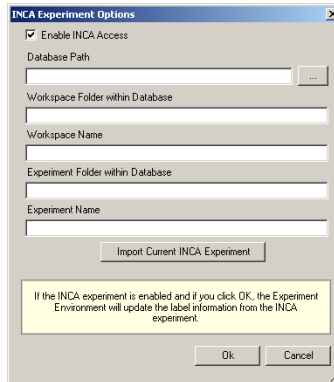 INCA Experiment Options
Enable INCA Access
Database Path
...
Workspace Folder within Database
Workspace Name
Experiment Folder within Database
Experiment Name
Import Current INCA Experiment
If the INCA experiment is enabled and if you click OK, the Experiment
Environment will update the label information from the INCA
experiment.
Ok Cancel